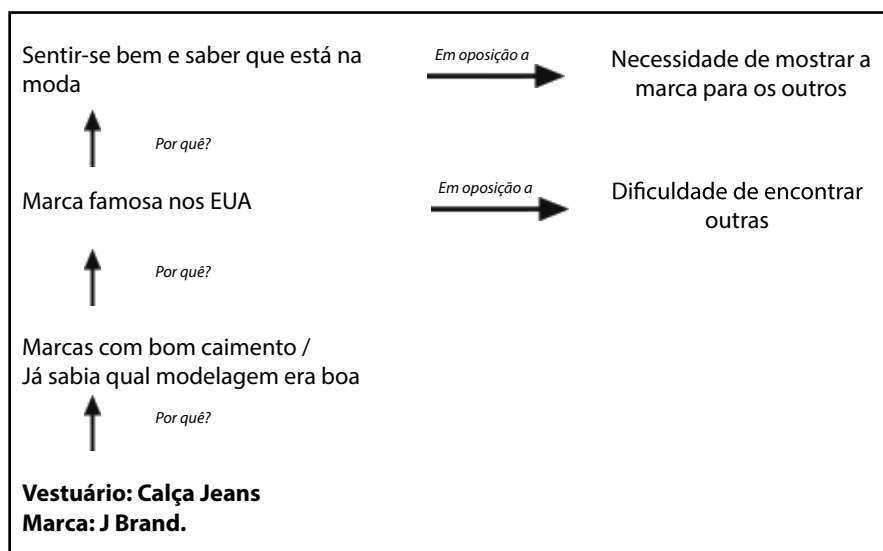 Sentir-se bem e saber que está na
moda
Em oposição a
Necessidade de mostrar a
marca para os outros
Por quê?
Marca famosa nos EUA
Em oposição a
Dificuldade de encontrar
outras
Por quê?
Marcas com bom caimento /
Já sabia qual modelagem era boa
Por quê?
Vestuário: Calça Jeans
Marca: J Brand.